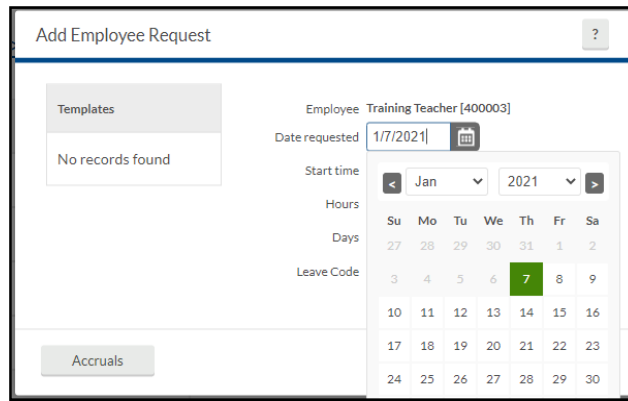 Add Employee Request
?
Templates
No records found
Employee Training Teacher [400003]
Date requested 1/7/2021
Start time
Hours
Days
Leave Code
< Jan 2021 >
Su Mo Tu We Th Fr Sa
27 28 29 30 31 1 2
3 4 5 6 7 8 9
10 11 12 13 14 15 16
17 18 19 20 21 22 23
24 25 26 27 28 29 30
Accruals